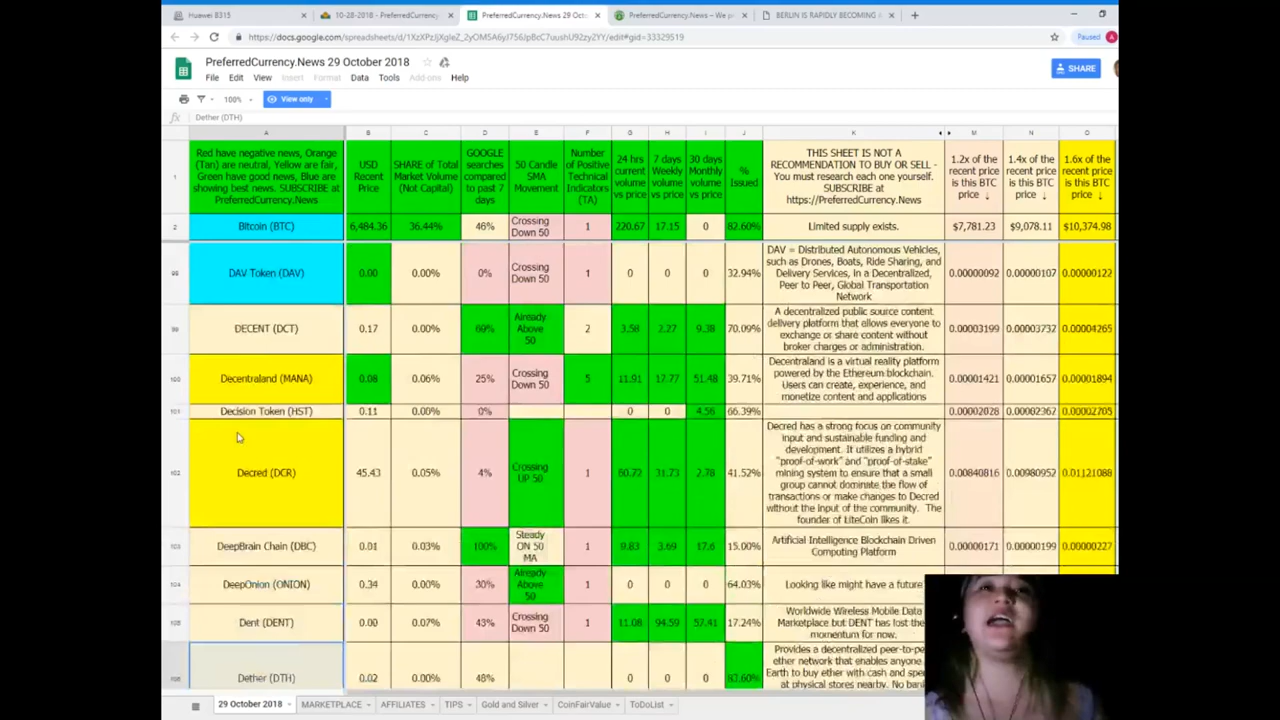 Huawei B315
10-28-2018 - PreferredCurrency
PreferredCurrency.News 29 Octo
PreferredCurrency.News – We p
BERLIN IS RAPIDLY BECOMING
Paused
PreferredCurrency.News 29 October 2018
File Edit View Insert Format Data Tools Add-ons Help
SHARE
100%
View only
fx Dether (DTH)
A B C D E F G H I J K M N O
1
Red have negative news, Orange
(Tan) are neutral, Yellow are fair,
Green have good news, Blue are
showing best news. SUBSCRIBE at
PreferredCurrency.News
USD
Recent
Price
SHARE of Total
Market Volume
(Not Capital)
GOOGLE
searches
compared
to past 7
days
50 Candle
SMA
Movement
Number
of Positive
Technical
Indicators
(TA)
24 hrs
current
volume
vs price
7 days
Weekly
volume
vs price
30 days
Monthly
volume
vs price
%
Issued
THIS SHEET IS NOT A
RECOMMENDATION TO BUY OR SELL -
You must research each one yourself.
SUBSCRIBE at
https://PreferredCurrency.News
1.2x of the
recent price
is this BTC
price ↓
1.4x of the
recent price
is this BTC
price ↓
1.6x of the
recent price
is this BTC
price ↓
2 Bitcoin (BTC) 6,484.36 36.44% 46% Crossing
Down 50 1 220.67 17.15 0 82.60% Limited supply exists. $7,781.23 $9,078.11 $10,374.98
98 DAV Token (DAV) 0.00 0.00% 0% Crossing
Down 50 1 0 0 0 32.94% DAV = Distributed Autonomous Vehicles,
such as Drones, Boats, Ride Sharing, and
Delivery Services, in a Decentralized,
Peer to Peer, Global Transportation
Network
0.00000092 0.00000107 0.00000122
99 DECENT (DCT) 0.17 0.00% 69% Already
Above
50 2 3.58 2.27 9.38 70.09% A decentralized public source content
delivery platform that allows everyone to
exchange or share content without
broker charges or administration.
0.00003199 0.00003732 0.00004265
100 Decentraland (MANA) 0.08 0.06% 25% Crossing
Down 50 5 11.91 17.77 51.48 39.71% Decentraland is a virtual reality platform
powered by the Ethereum blockchain.
Users can create, experience, and
monetize content and applications
0.00001421 0.00001657 0.00001894
101 Decision Token (HST) 0.11 0.00% 0% 0 0 4.56 66.39% 0.00002028 0.00002362 0.00002705
102 Decred (DCR) 45.43 0.05% 4% Crossing
UP 50 1 60.72 31.73 2.78 41.52% Decred has a strong focus on community
input and sustainable funding and
development. It utilizes a hybrid
"proof-of-work" and "proof-of-stake"
mining system to ensure that a small
group cannot dominate the flow of
transactions or make changes to Decred
without the input of the community. The
founder of LiteCoin likes it.
0.00840816 0.00980952 0.01121088
103 DeepBrain Chain (DBC) 0.01 0.03% 100% Steady
ON 50
MA 1 9.83 3.69 17.6 15.00% Artificial Intelligence Blockchain Driven
Computing Platform
0.00000171 0.00000199 0.00000227
104 DeepOnion (ONION) 0.34 0.00% 30% Already
Above
50 1 0 0 0 64.03% Looking like might have a future
105 Dent (DENT) 0.00 0.07% 43% Crossing
Down 50 1 11.08 94.59 57.41 17.24% Worldwide Wireless Mobile Data
Marketplace but DENT has lost the
momentum for now.
106 Dether (DTH) 0.02 0.00% 48% 0 0 0 83.60% Provides a decentralized peer-to-pe
ether network that enables anyone
Earth to buy ether with cash and spe
at physical stores nearby. No ban
29 October 2018 MARKETPLACE AFFILIATES TIPS Gold and Silver CoinFairValue ToDoList